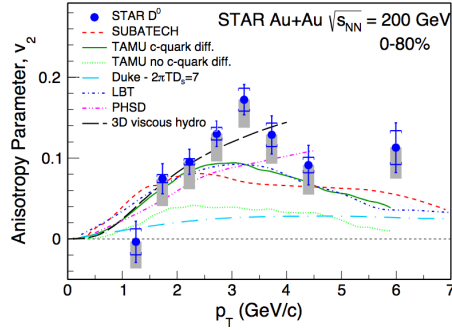 STAR D⁰
SUBATECH
TAMU c-quark diff.
TAMU no c-quark diff.
Duke - 2πTDₛ=7
LBT
PHSD
3D viscous hydro
STAR Au+Au √sNN = 200 GeV
0-80%
Anisotropy Parameter, v₂
0.2
0.1
0
0 1 2 3 4 5 6 7
pT (GeV/c)